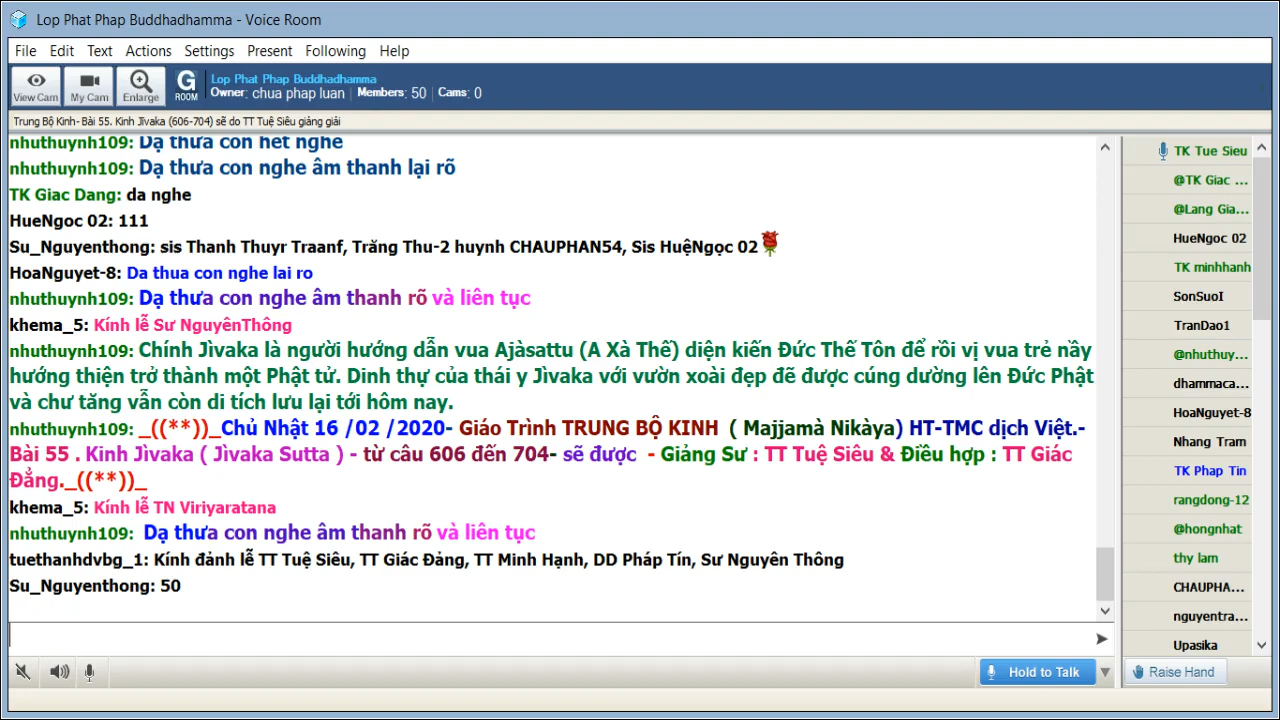 Lop Phat Phap Buddhadhamma - Voice Room
File Edit Text Actions Settings Present Following Help
View Cam My Cam Enlarge G ROOM
Lop Phat Phap Buddhadhamma
Owner: chua phap luan Members: 50 Cams: 0
Trung Bộ Kinh- Bài 55. Kinh Jìvaka (606-704) sẽ do TT Tuệ Siêu giảng giải
nhuthuynh109: Dạ thưa con hết nghe
nhuthuynh109: Dạ thưa con nghe âm thanh lại rõ
TK Giac Dang: da nghe
HueNgoc 02: 111
Su_Nguyenthong: sis Thanh Thuyr Traanf, Trăng Thu-2 huynh CHAUPHAN54, Sis HuệNgọc 02
HoaNguyet-8: Da thua con nghe lai ro
nhuthuynh109: Dạ thưa con nghe âm thanh rõ và liên tục
khema_5: Kính lễ Sư NguyênThông
nhuthuynh109: Chính Jìvaka là người hướng dẫn vua Ajàsattu (A Xà Thế) diện kiến Đức Thế Tôn để rồi vị vua trẻ nầy
hướng thiện trở thành một Phật tử. Dinh thự của thái y Jìvaka với vườn xoài đẹp đẽ được cúng dường lên Đức Phật
và chư tăng vẫn còn di tích lưu lại tới hôm nay.
nhuthuynh109: _((**))_Chủ Nhật 16 /02 /2020- Giáo Trình TRUNG BỘ KINH ( Majjamà Nikàya) HT-TMC dịch Việt.-
Bài 55 . Kinh Jìvaka ( Jìvaka Sutta ) - từ câu 606 đến 704- sẽ được - Giảng Sư : TT Tuệ Siêu & Điều hợp : TT Giác
Đẳng._((**))_
khema_5: Kính lễ TN Viriyaratana
nhuthuynh109: Dạ thưa con nghe âm thanh rõ và liên tục
tuethanhdvbg_1: Kính đảnh lễ TT Tuệ Siêu, TT Giác Đảng, TT Minh Hạnh, DD Pháp Tín, Sư Nguyên Thông
Su_Nguyenthong: 50
TK Tue Sieu
@TK Giac ...
@Lang Gia...
HueNgoc 02
TK minhhanh
SonSuoI
TranDao1
@nhuthuy...
dhammaca...
HoaNguyet-8
Nhang Tram
TK Phap Tin
rangdong-12
@hongnhat
thy lam
CHAUPHA...
nguyentra...
Upasika
Hold to Talk
Raise Hand